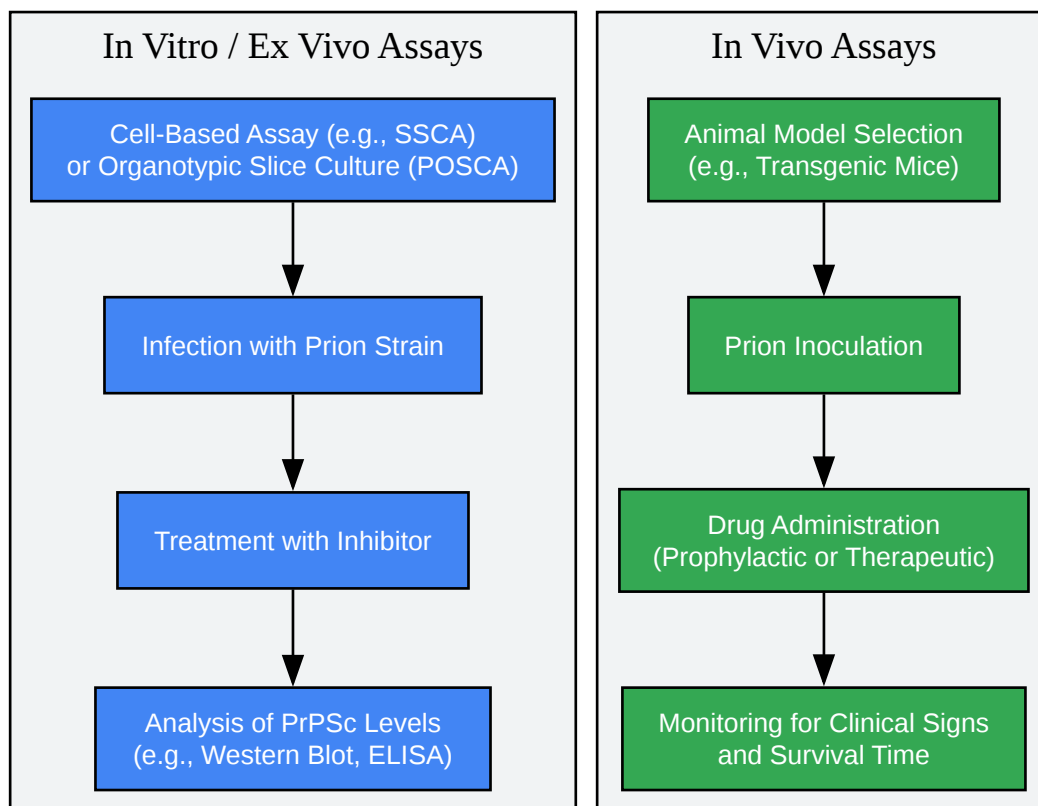 In Vitro / Ex Vivo Assays
Cell-Based Assay (e.g., SSCA)
or Organotypic Slice Culture (POSCA)
Infection with Prion Strain
Treatment with Inhibitor
Analysis of PrPSc Levels
(e.g., Western Blot, ELISA)
In Vivo Assays
Animal Model Selection
(e.g., Transgenic Mice)
Prion Inoculation
Drug Administration
(Prophylactic or Therapeutic)
Monitoring for Clinical Signs
and Survival Time